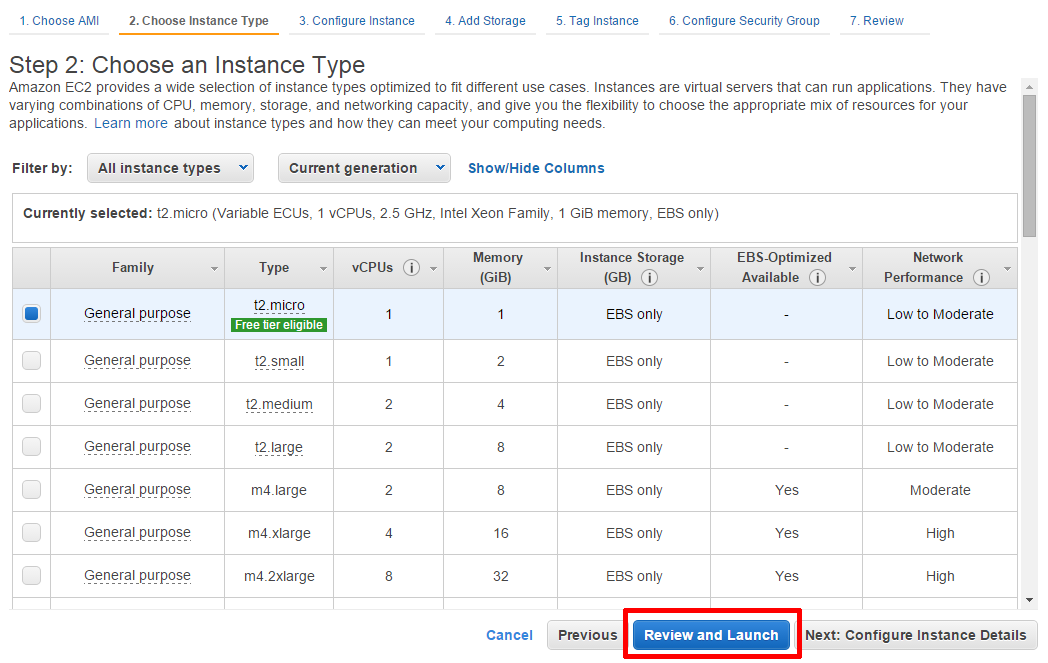 1. Choose AMI 2. Choose Instance Type 3. Configure Instance 4. Add Storage 5. Tag Instance 6. Configure Security Group 7. Review
Step 2: Choose an Instance Type
Amazon EC2 provides a wide selection of instance types optimized to fit different use cases. Instances are virtual servers that can run applications. They have
varying combinations of CPU, memory, storage, and networking capacity, and give you the flexibility to choose the appropriate mix of resources for your
applications. Learn more about instance types and how they can meet your computing needs.
Filter by: All instance types Current generation Show/Hide Columns
Currently selected: t2.micro (Variable ECUs, 1 vCPUs, 2.5 GHz, Intel Xeon Family, 1 GiB memory, EBS only)
Family Type vCPUs i Memory (GiB) Instance Storage (GB) i EBS-Optimized Available i Network Performance i
General purpose t2.micro Free tier eligible 1 1 EBS only - Low to Moderate
General purpose t2.small 1 2 EBS only - Low to Moderate
General purpose t2.medium 2 4 EBS only - Low to Moderate
General purpose t2.large 2 8 EBS only - Low to Moderate
General purpose m4.large 2 8 EBS only Yes Moderate
General purpose m4.xlarge 4 16 EBS only Yes High
General purpose m4.2xlarge 8 32 EBS only Yes High
Cancel Previous Review and Launch Next: Configure Instance Details